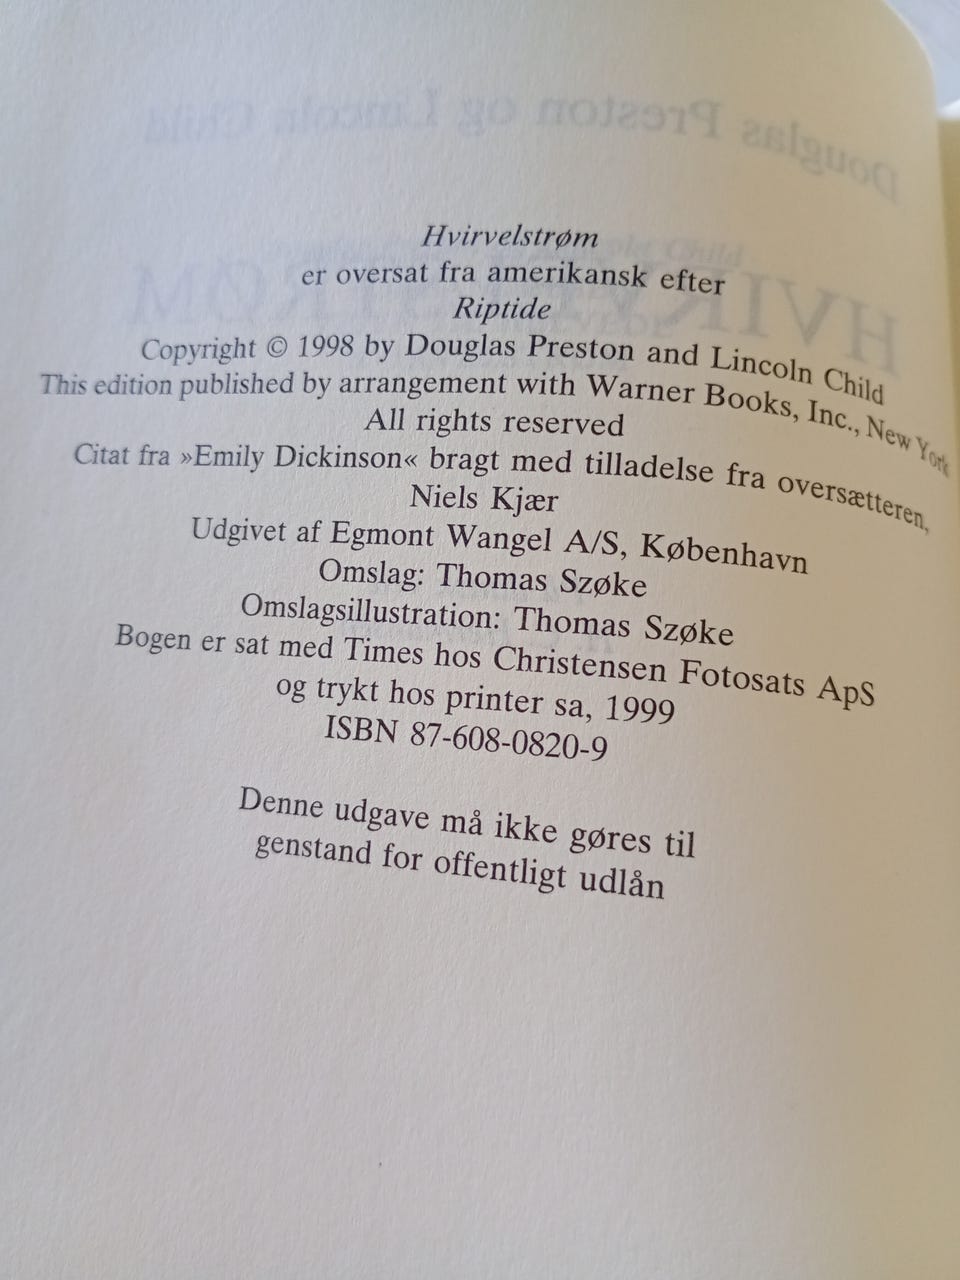 Hvirvelstrøm
er oversat fra amerikansk efter
Riptide
Copyright © 1998 by Douglas Preston and Lincoln Child
This edition published by arrangement with Warner Books, Inc., New York
All rights reserved
Citat fra »Emily Dickinson« bragt med tilladelse fra oversætteren,
Niels Kjær
Udgivet af Egmont Wangel A/S, København
Omslag: Thomas Szøke
Omslagsillustration: Thomas Szøke
Bogen er sat med Times hos Christensen Fotosats ApS
og trykt hos printer sa, 1999
ISBN 87-608-0820-9
Denne udgave må ikke gøres til
genstand for offentligt udlån